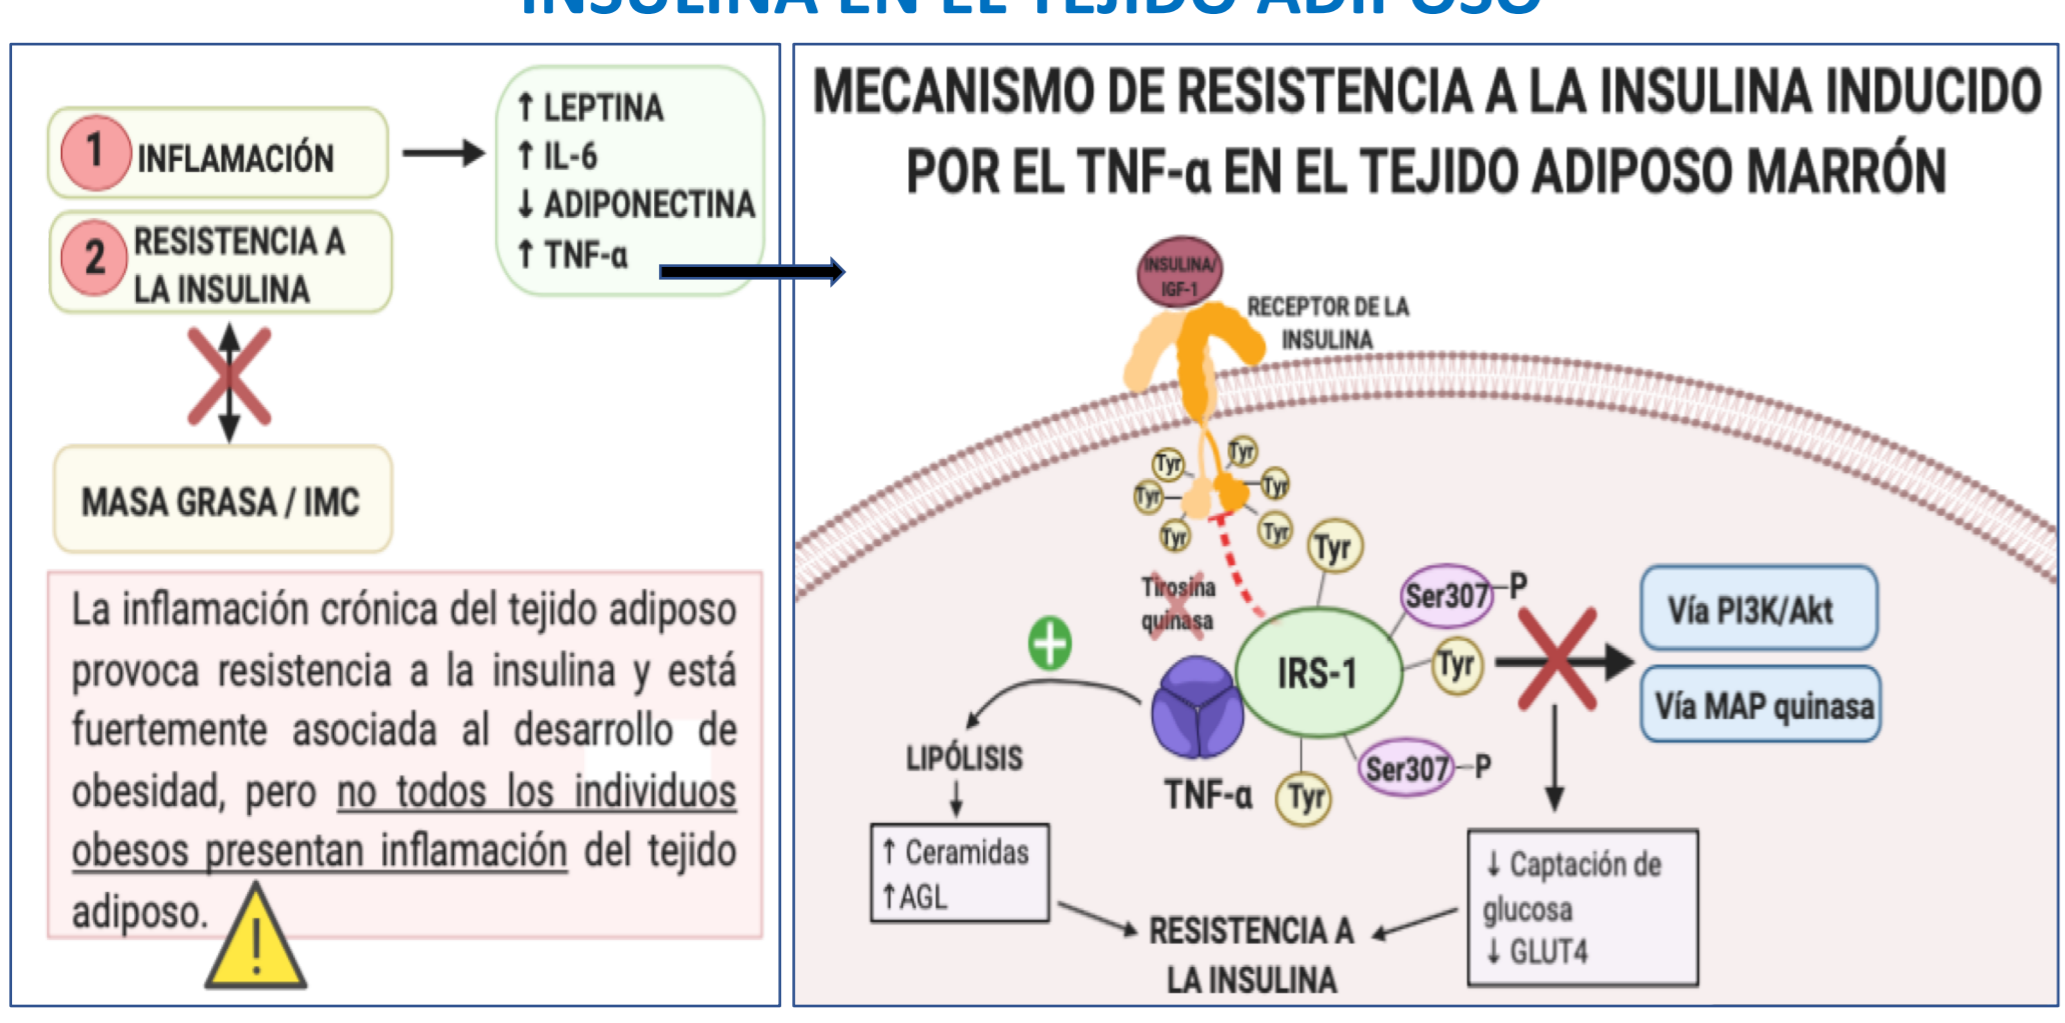 INSULINA EN EL TEJIDO ADIPOSO
1 INFLAMACIÓN
2 RESISTENCIA A
LA INSULINA
MASA GRASA / IMC
↑ LEPTINA
↑ IL-6
↓ ADIPONECTINA
↑ TNF-α
La inflamación crónica del tejido adiposo
provoca resistencia a la insulina y está
fuertemente asociada al desarrollo de
obesidad, pero no todos los individuos
obesos presentan inflamación del tejido
adiposo.
!
MECANISMO DE RESISTENCIA A LA INSULINA INDUCIDO
POR EL TNF-α EN EL TEJIDO ADIPOSO MARRÓN
INSULINA/
IGF-1
RECEPTOR DE LA
INSULINA
Tyr
Tyr
Tyr
Tyr
Tyr
Tyr
Tyr
Tirosina
quinasa
Ser307-P
IRS-1
Tyr
Vía PI3K/Akt
Vía MAP quinasa
+
LIPÓLISIS
TNF-α
Tyr
Ser307-P
↑ Ceramidas
↑AGL
↓ Captación de
glucosa
↓ GLUT4
RESISTENCIA A
LA INSULINA